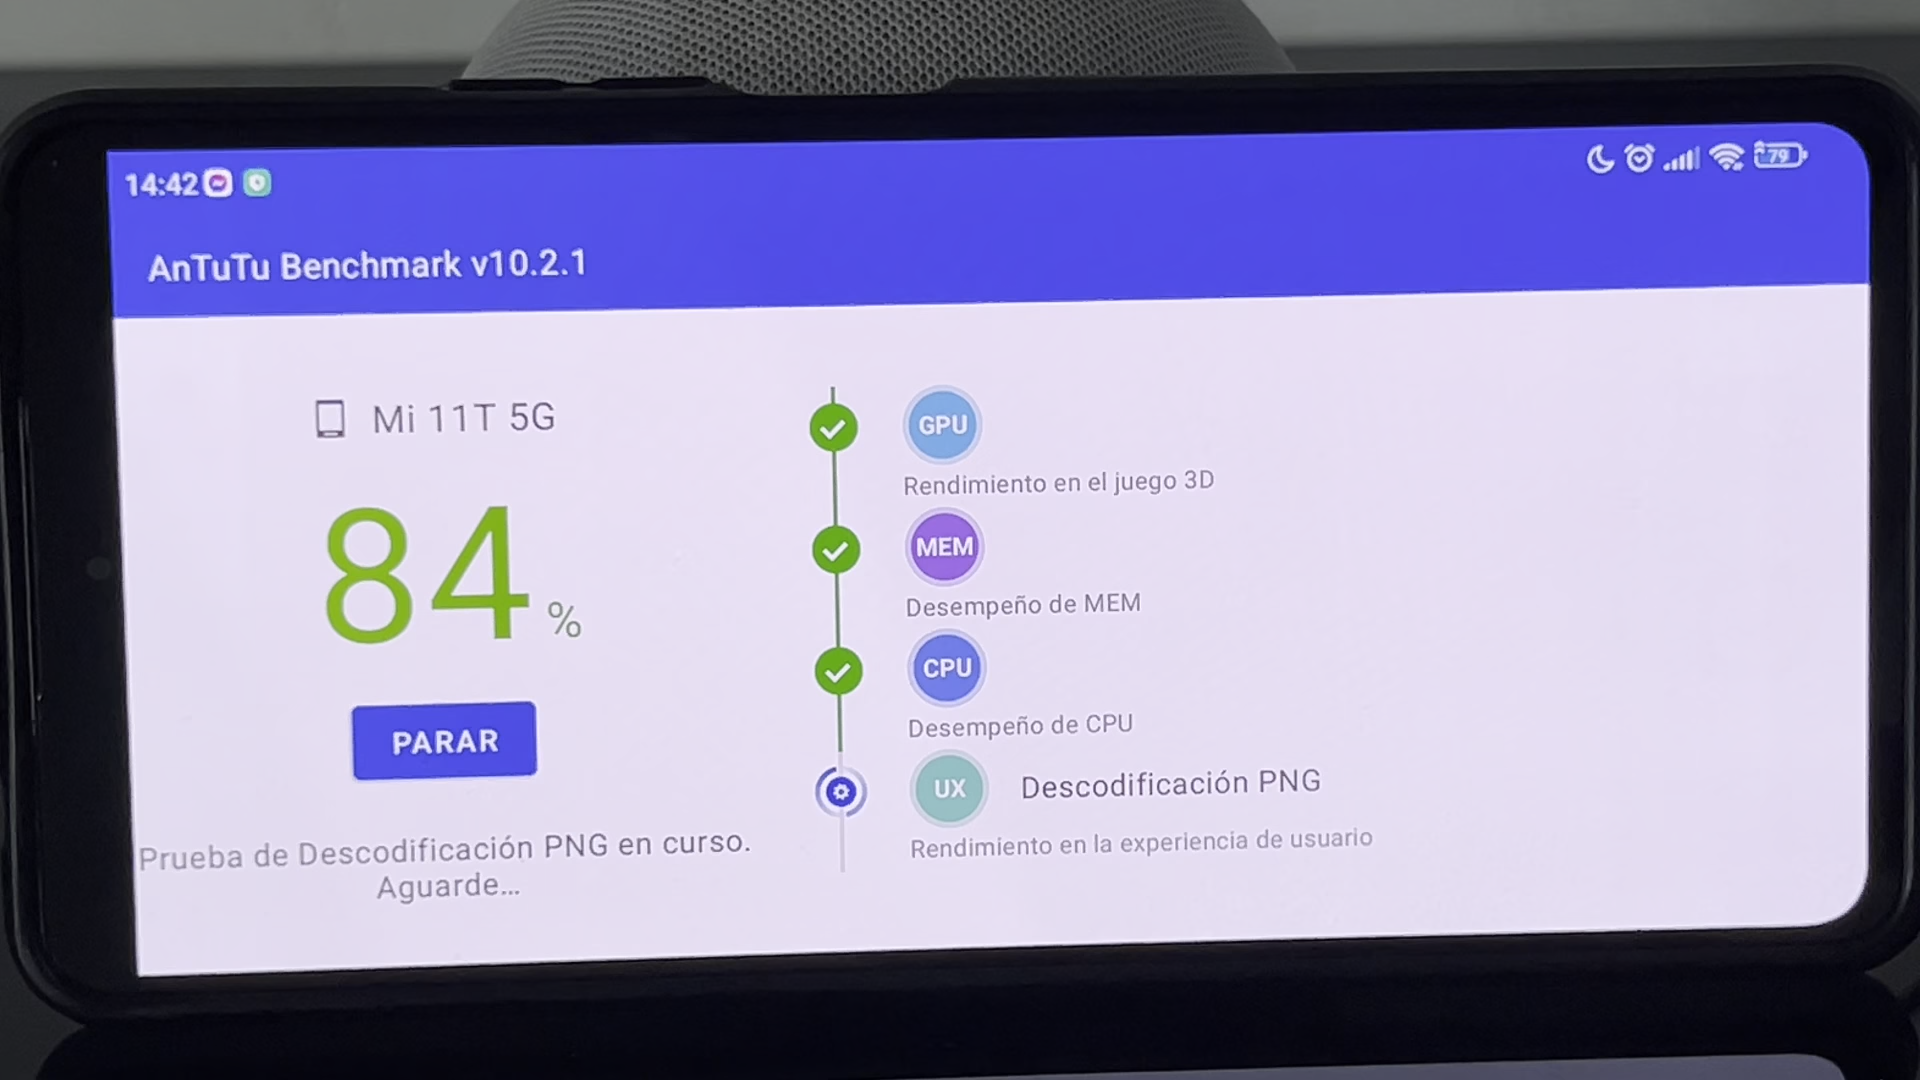 14:42
79
AnTuTu Benchmark v10.2.1
Mi 11T 5G
84 %
PARAR
Prueba de Descodificación PNG en curso.
Aguarde...
GPU
Rendimiento en el juego 3D
MEM
Desempeño de MEM
CPU
Desempeño de CPU
UX Descodificación PNG
Rendimiento en la experiencia de usuario